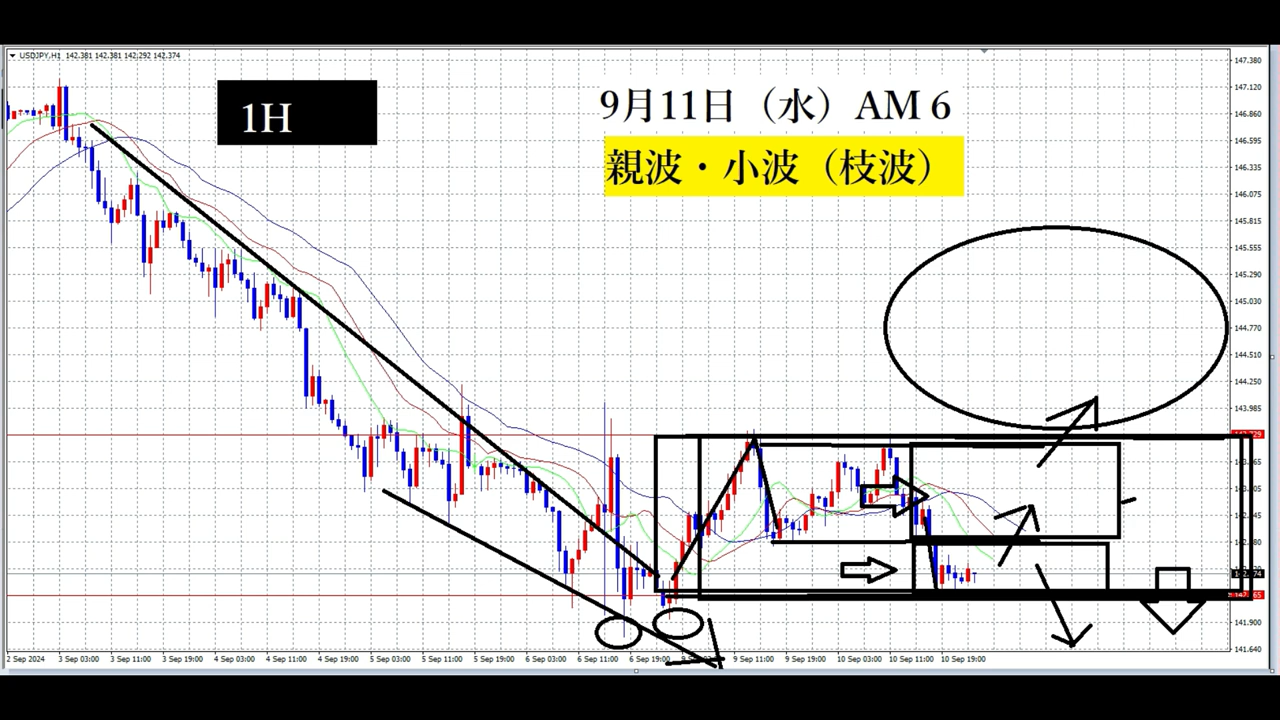 USDJPY,H1 142.381 142.381 142.292 142.374
1H
9月11日（水）AM 6
親波・小波（枝波）
147.380
147.120
146.860
146.595
146.335
146.075
145.815
145.555
145.290
145.030
144.770
144.510
144.250
143.985
141.900
141.640
2 Sep 2024
3 Sep 03:00
3 Sep 11:00
3 Sep 19:00
4 Sep 03:00
4 Sep 11:00
4 Sep 19:00
5 Sep 03:00
5 Sep 11:00
5 Sep 19:00
6 Sep 03:00
6 Sep 11:00
6 Sep 19:00
9 Sep 11:00
9 Sep 19:00
10 Sep 03:00
10 Sep 11:00
10 Sep 19:00